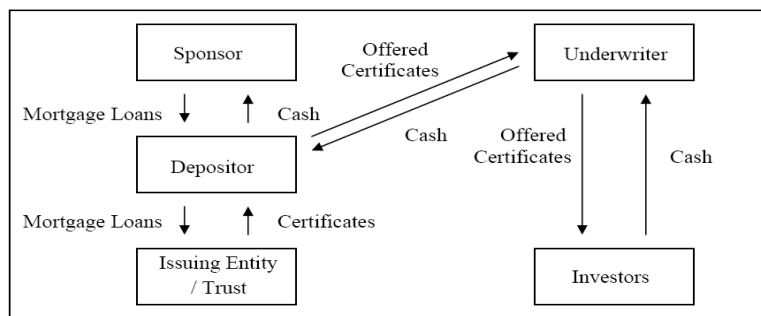 Sponsor
Offered
Certificates
Underwriter
Mortgage Loans
Cash
Cash
Offered
Certificates
Cash
Depositor
Mortgage Loans
Certificates
Issuing Entity
/ Trust
Investors